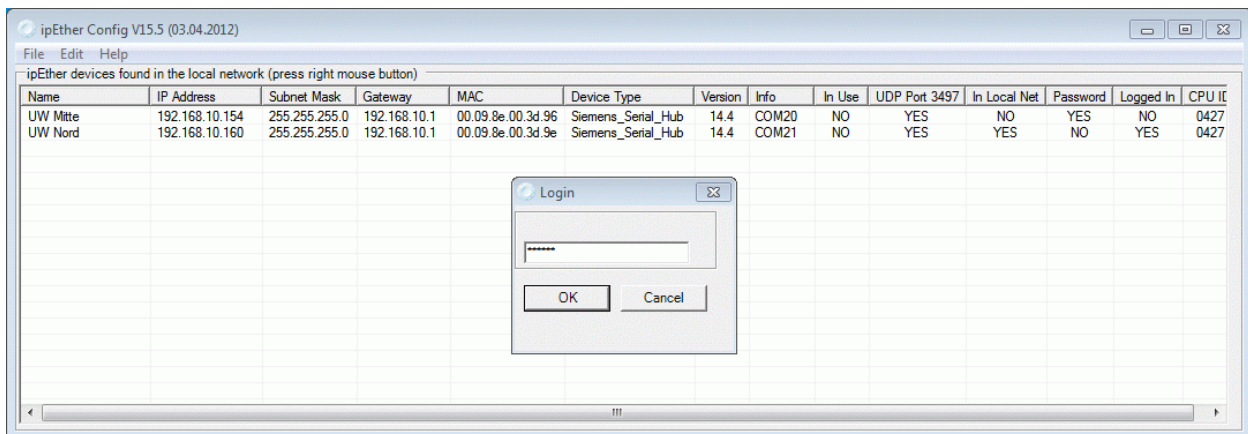 ipEther Config V15.5 (03.04.2012)
File Edit Help
ipEther devices found in the local network (press right mouse button)
Name IP Address Subnet Mask Gateway MAC Device Type Version Info In Use UDP Port 3497 In Local Net Password Logged In CPU ID
UW Mitte 192.168.10.154 255.255.255.0 192.168.10.1 00.09.8e.00.3d.96 Siemens_Serial_Hub 14.4 COM20 NO YES NO YES NO 0427
UW Nord 192.168.10.160 255.255.255.0 192.168.10.1 00.09.8e.00.3d.9e Siemens_Serial_Hub 14.4 COM21 NO YES YES NO YES 0427
Login
******
OK Cancel